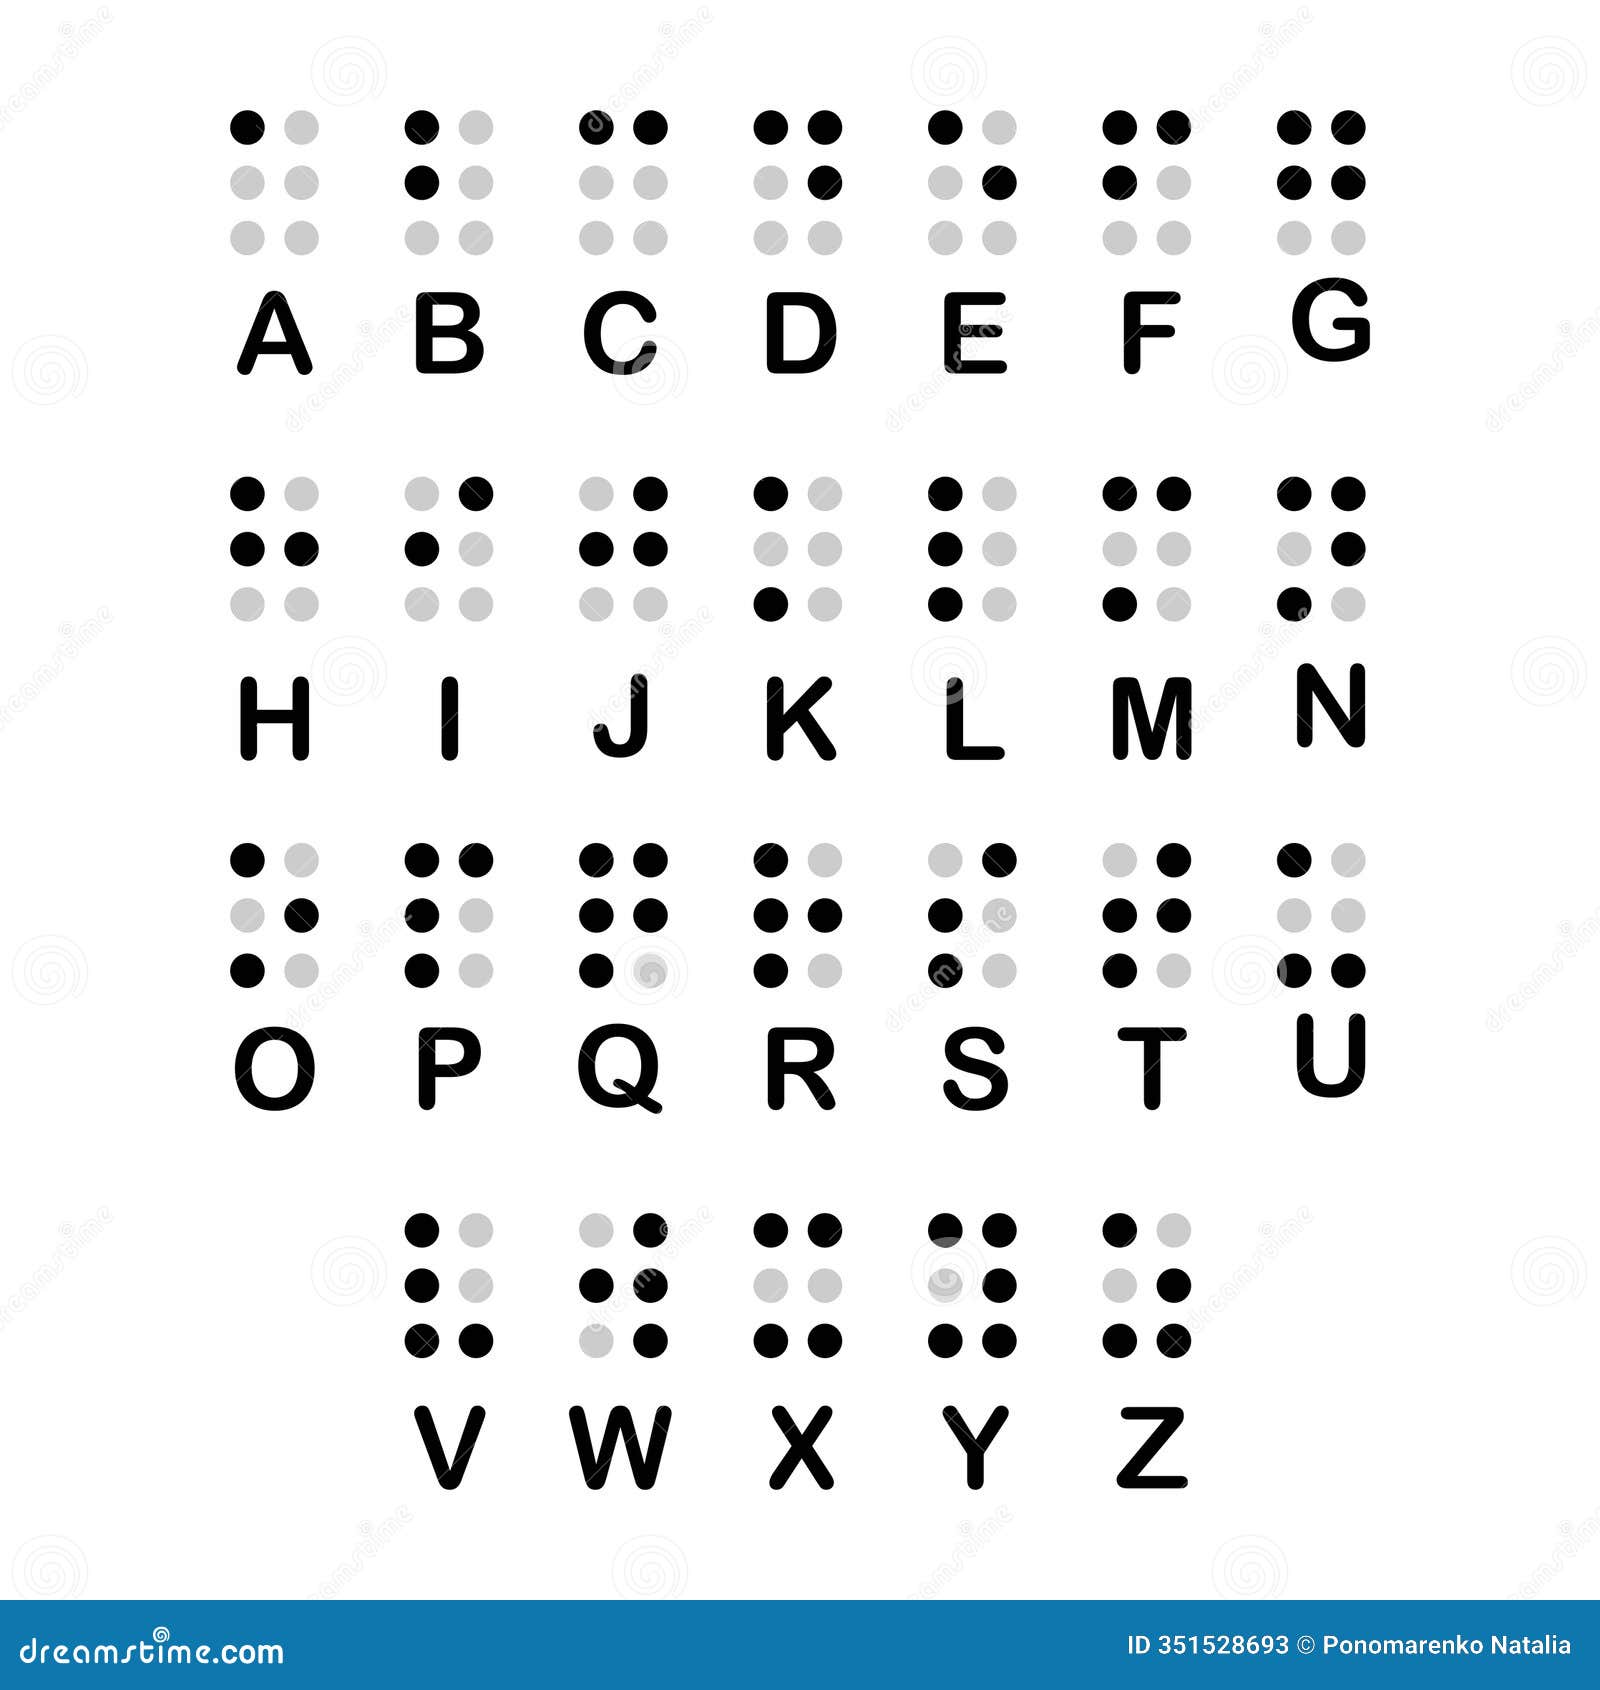 A B C D E F G
H I J K L M N
O P Q R S T U
V W X Y Z
dreamstime.com
ID 351528693 © Ponomarenko Natalia